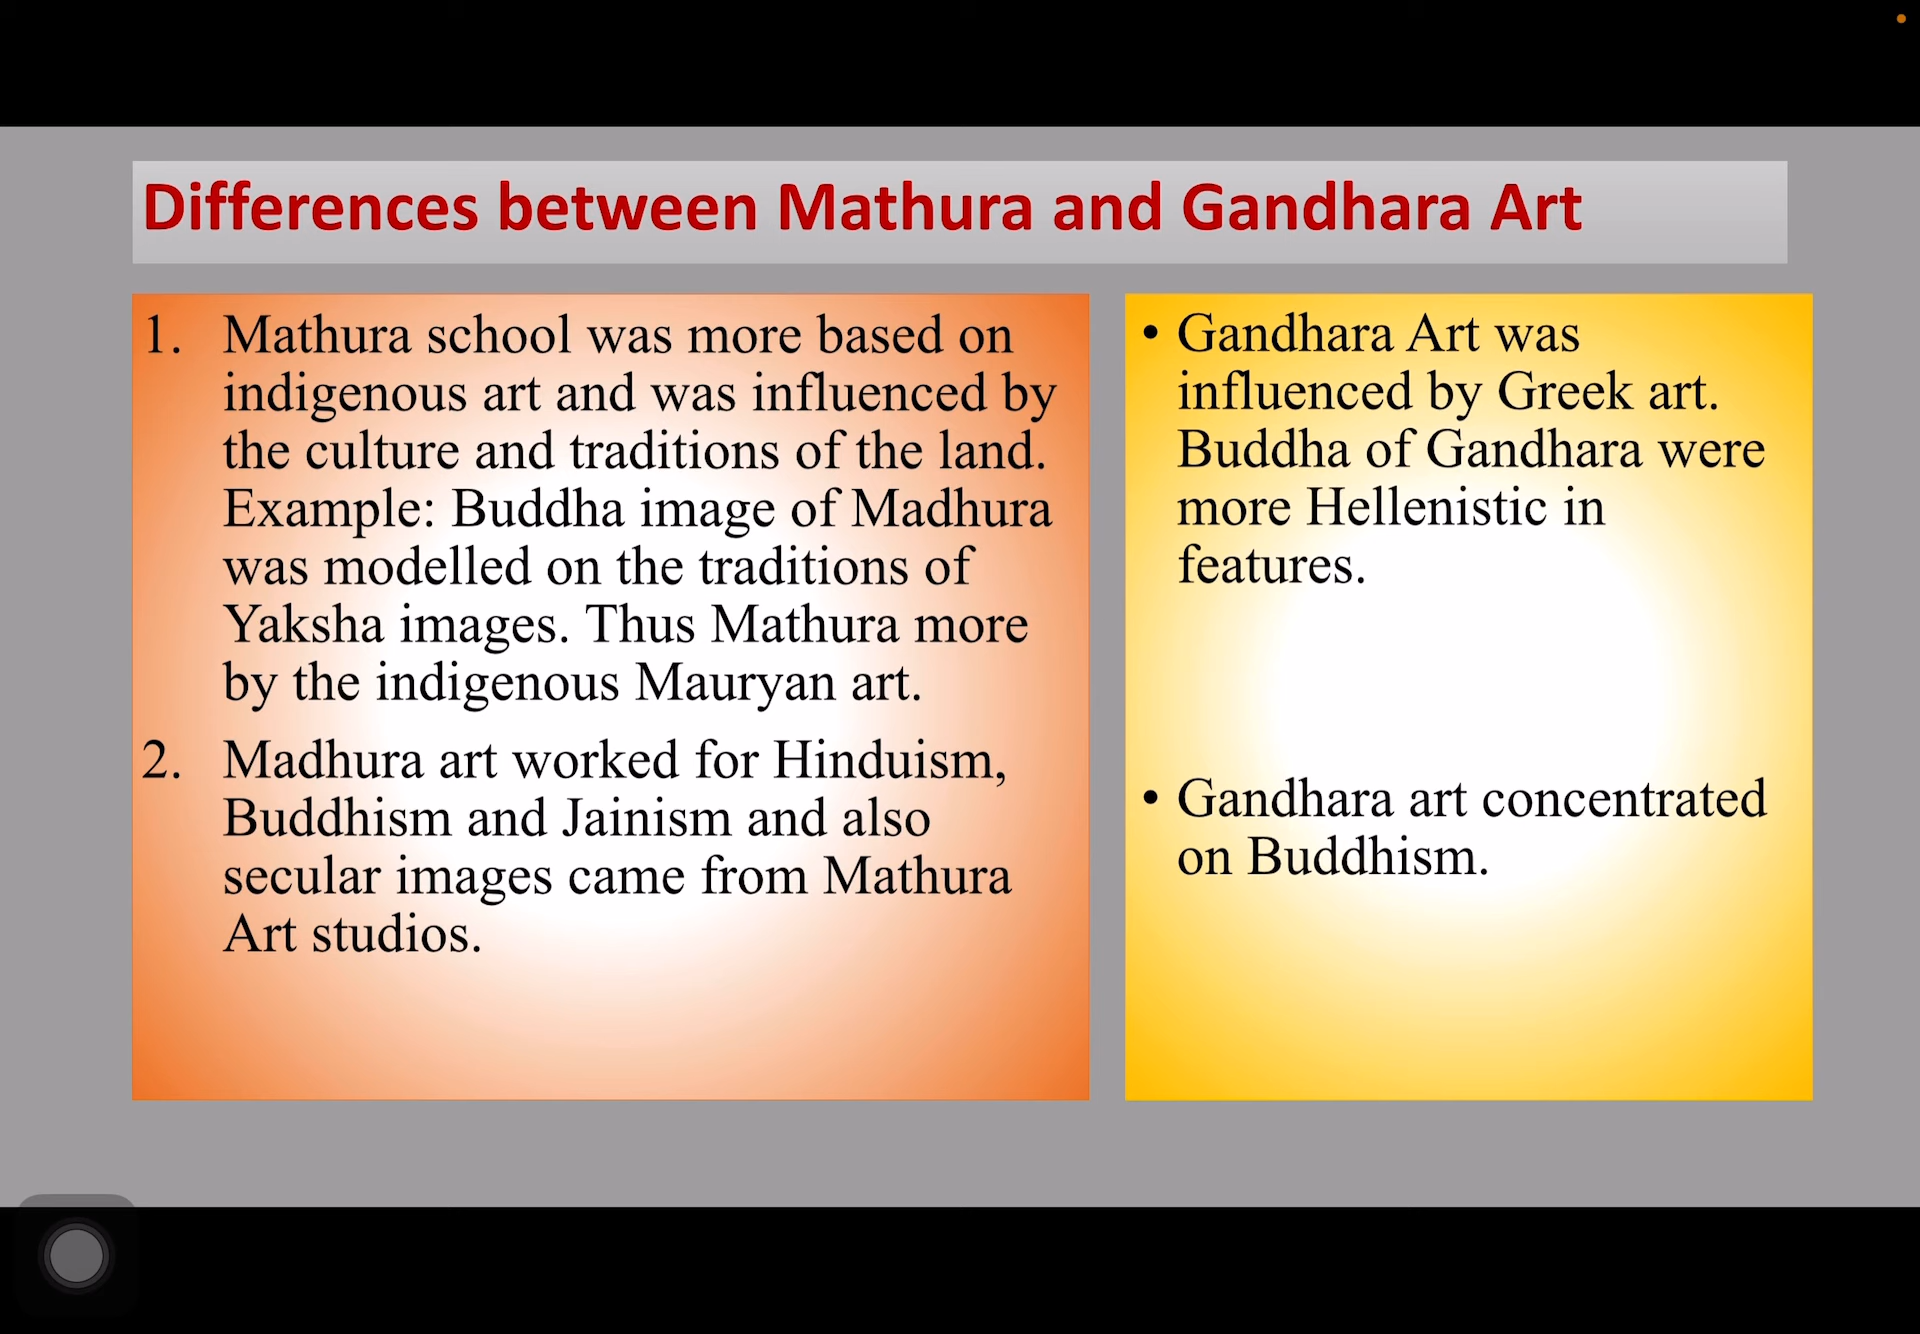 Differences between Mathura and Gandhara Art
1. Mathura school was more based on
indigenous art and was influenced by
the culture and traditions of the land.
Example: Buddha image of Madhura
was modelled on the traditions of
Yaksha images. Thus Mathura more
by the indigenous Mauryan art.
2. Madhura art worked for Hinduism,
Buddhism and Jainism and also
secular images came from Mathura
Art studios.
• Gandhara Art was
influenced by Greek art.
Buddha of Gandhara were
more Hellenistic in
features.
• Gandhara art concentrated
on Buddhism.